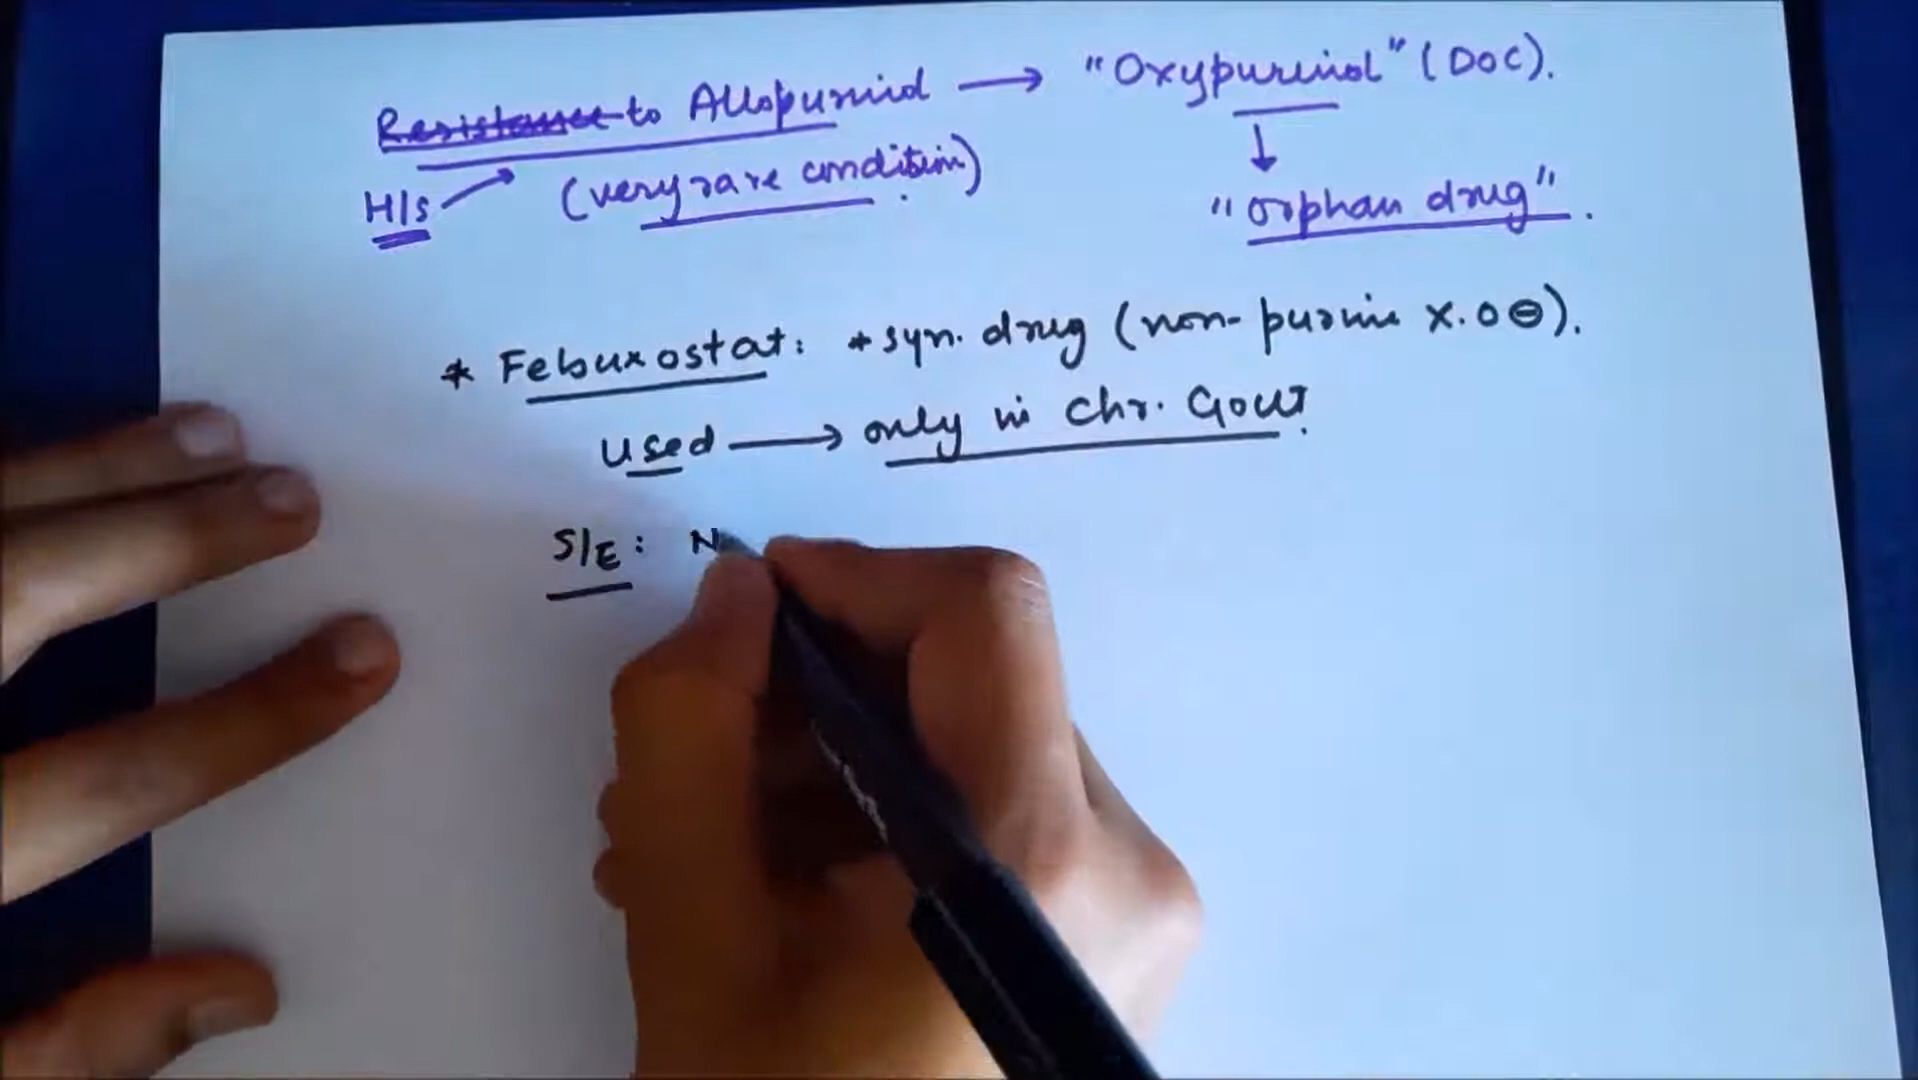 Resistance to Allopurinol → "Oxypurinol" (DOC).
H/s → (very rare condition). ↓
"orphan drug".
* Febuxostat: * syn. drug (non-purine X.O ⊖).
used → only in Chr. Gout.
S/E: N